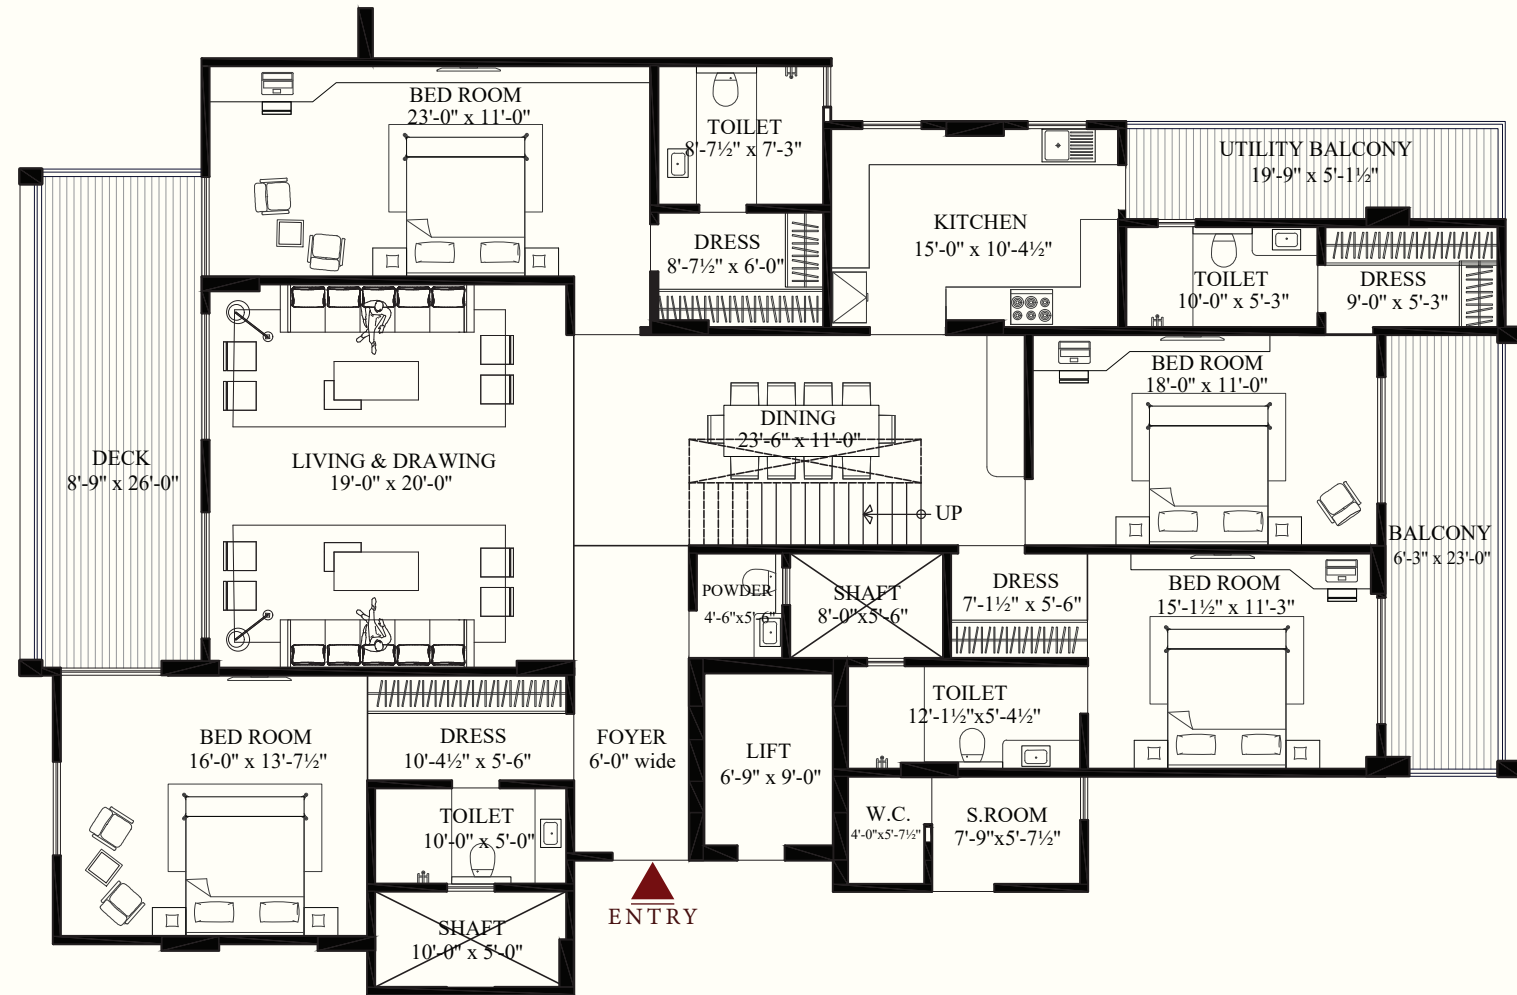 BED ROOM
23'-0" x 11'-0"
TOILET
8'-7½" x 7'-3"
UTILITY BALCONY
19'-9" x 5'-1½"
KITCHEN
15'-0" x 10'-4½"
DRESS
8'-7½" x 6'-0"
TOILET
10'-0" x 5'-3"
DRESS
9'-0" x 5'-3"
BED ROOM
18'-0" x 11'-0"
DINING
23'-6" x 11'-0"
DECK
8'-9" x 26'-0"
LIVING & DRAWING
19'-0" x 20'-0"
UP
BALCONY
6'-3" x 23'-0"
POWDER
4'-6"x5'-6"
SHAFT
8'-0"x5'-6"
DRESS
7'-1½" x 5'-6"
BED ROOM
15'-1½" x 11'-3"
TOILET
12'-1½"x5'-4½"
BED ROOM
16'-0" x 13'-7½"
DRESS
10'-4½" x 5'-6"
FOYER
6'-0" wide
LIFT
6'-9" x 9'-0"
TOILET
10'-0" x 5'-0"
W.C.
4'-0"x5'-7½"
S.ROOM
7'-9"x5'-7½"
ENTRY
SHAFT
10'-0" x 5'-0"